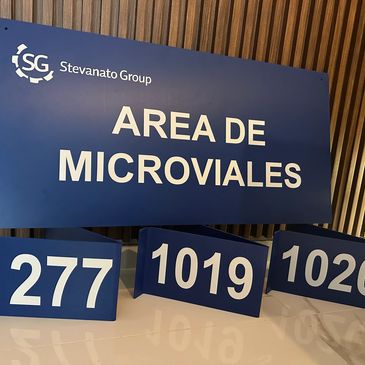 SG Stevanato Group
AREA DE
MICROVIALES
277 1019 1026